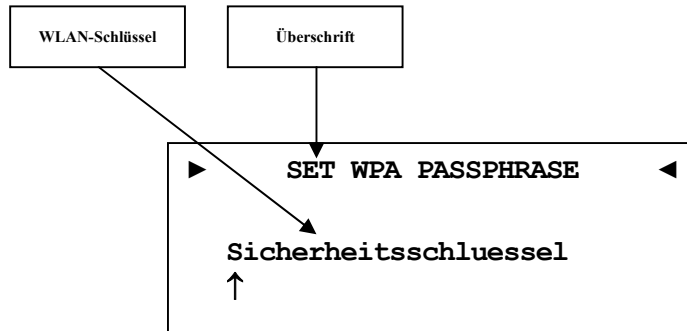 WLAN-Schlüssel
Überschrift
► SET WPA PASSPHRASE ◄
Sicherheitsschluessel
↑